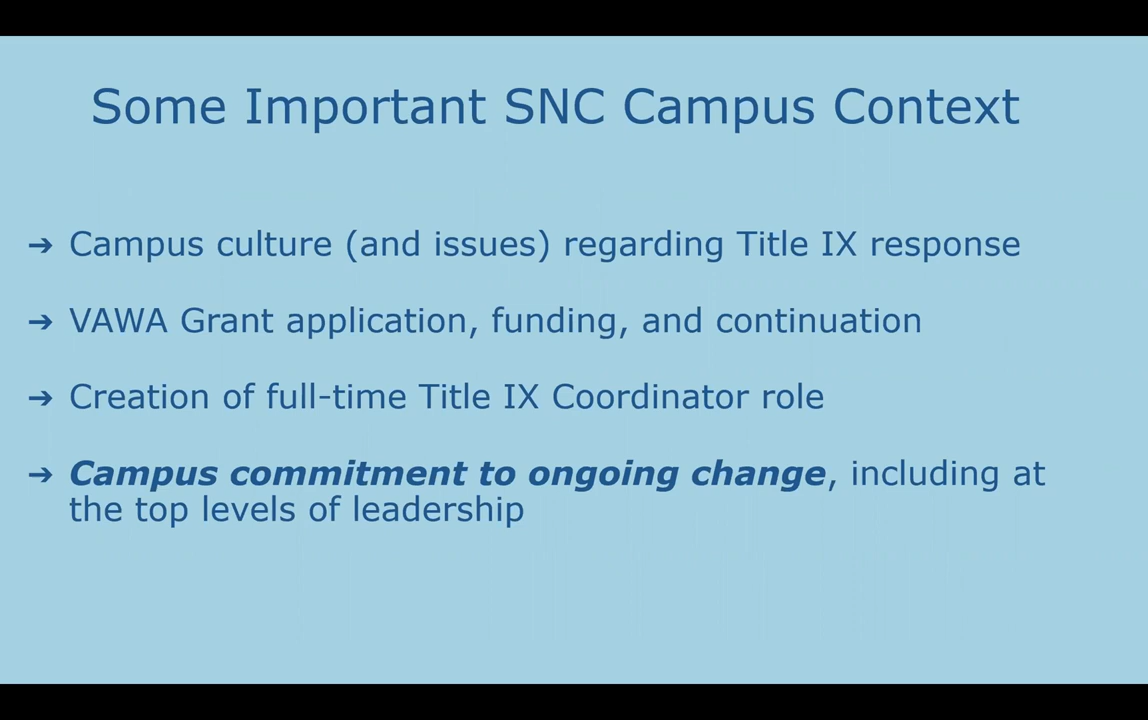 Some Important SNC Campus Context
➔ Campus culture (and issues) regarding Title IX response
➔ VAWA Grant application, funding, and continuation
➔ Creation of full-time Title IX Coordinator role
➔ Campus commitment to ongoing change, including at
the top levels of leadership